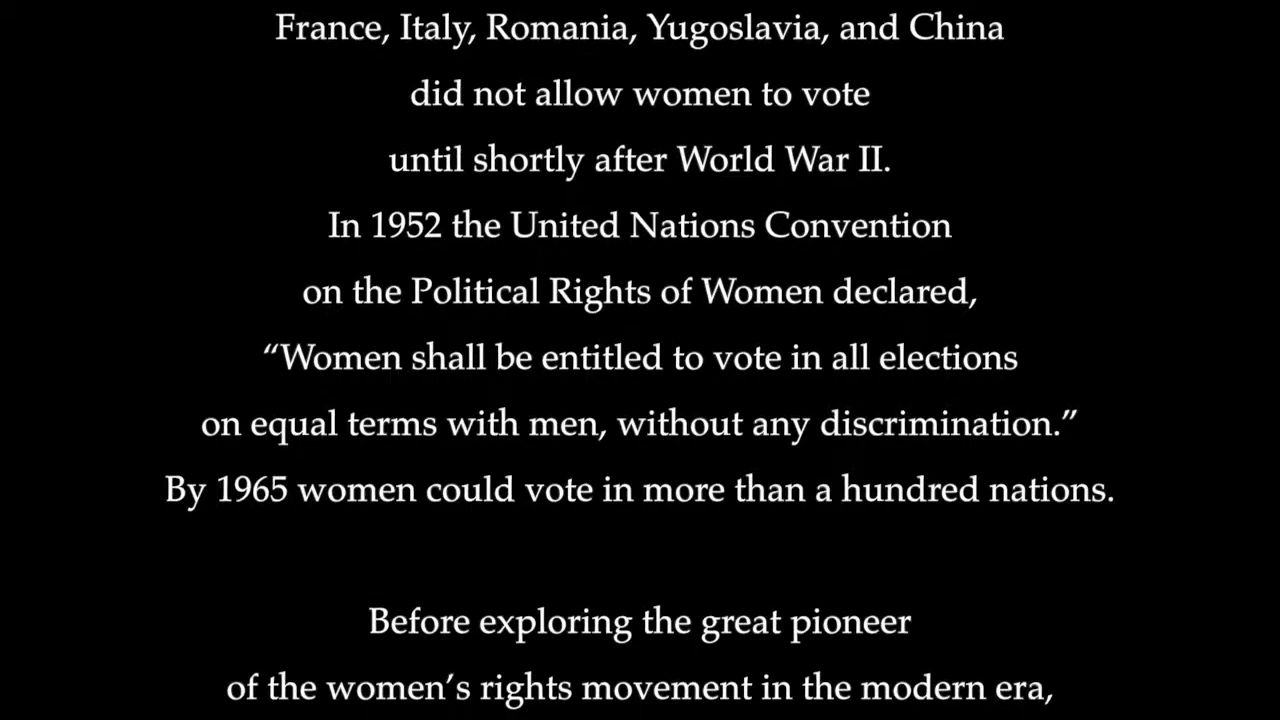 France, Italy, Romania, Yugoslavia, and China
did not allow women to vote
until shortly after World War II.
In 1952 the United Nations Convention
on the Political Rights of Women declared,
“Women shall be entitled to vote in all elections
on equal terms with men, without any discrimination.”
By 1965 women could vote in more than a hundred nations.
Before exploring the great pioneer
of the women’s rights movement in the modern era,